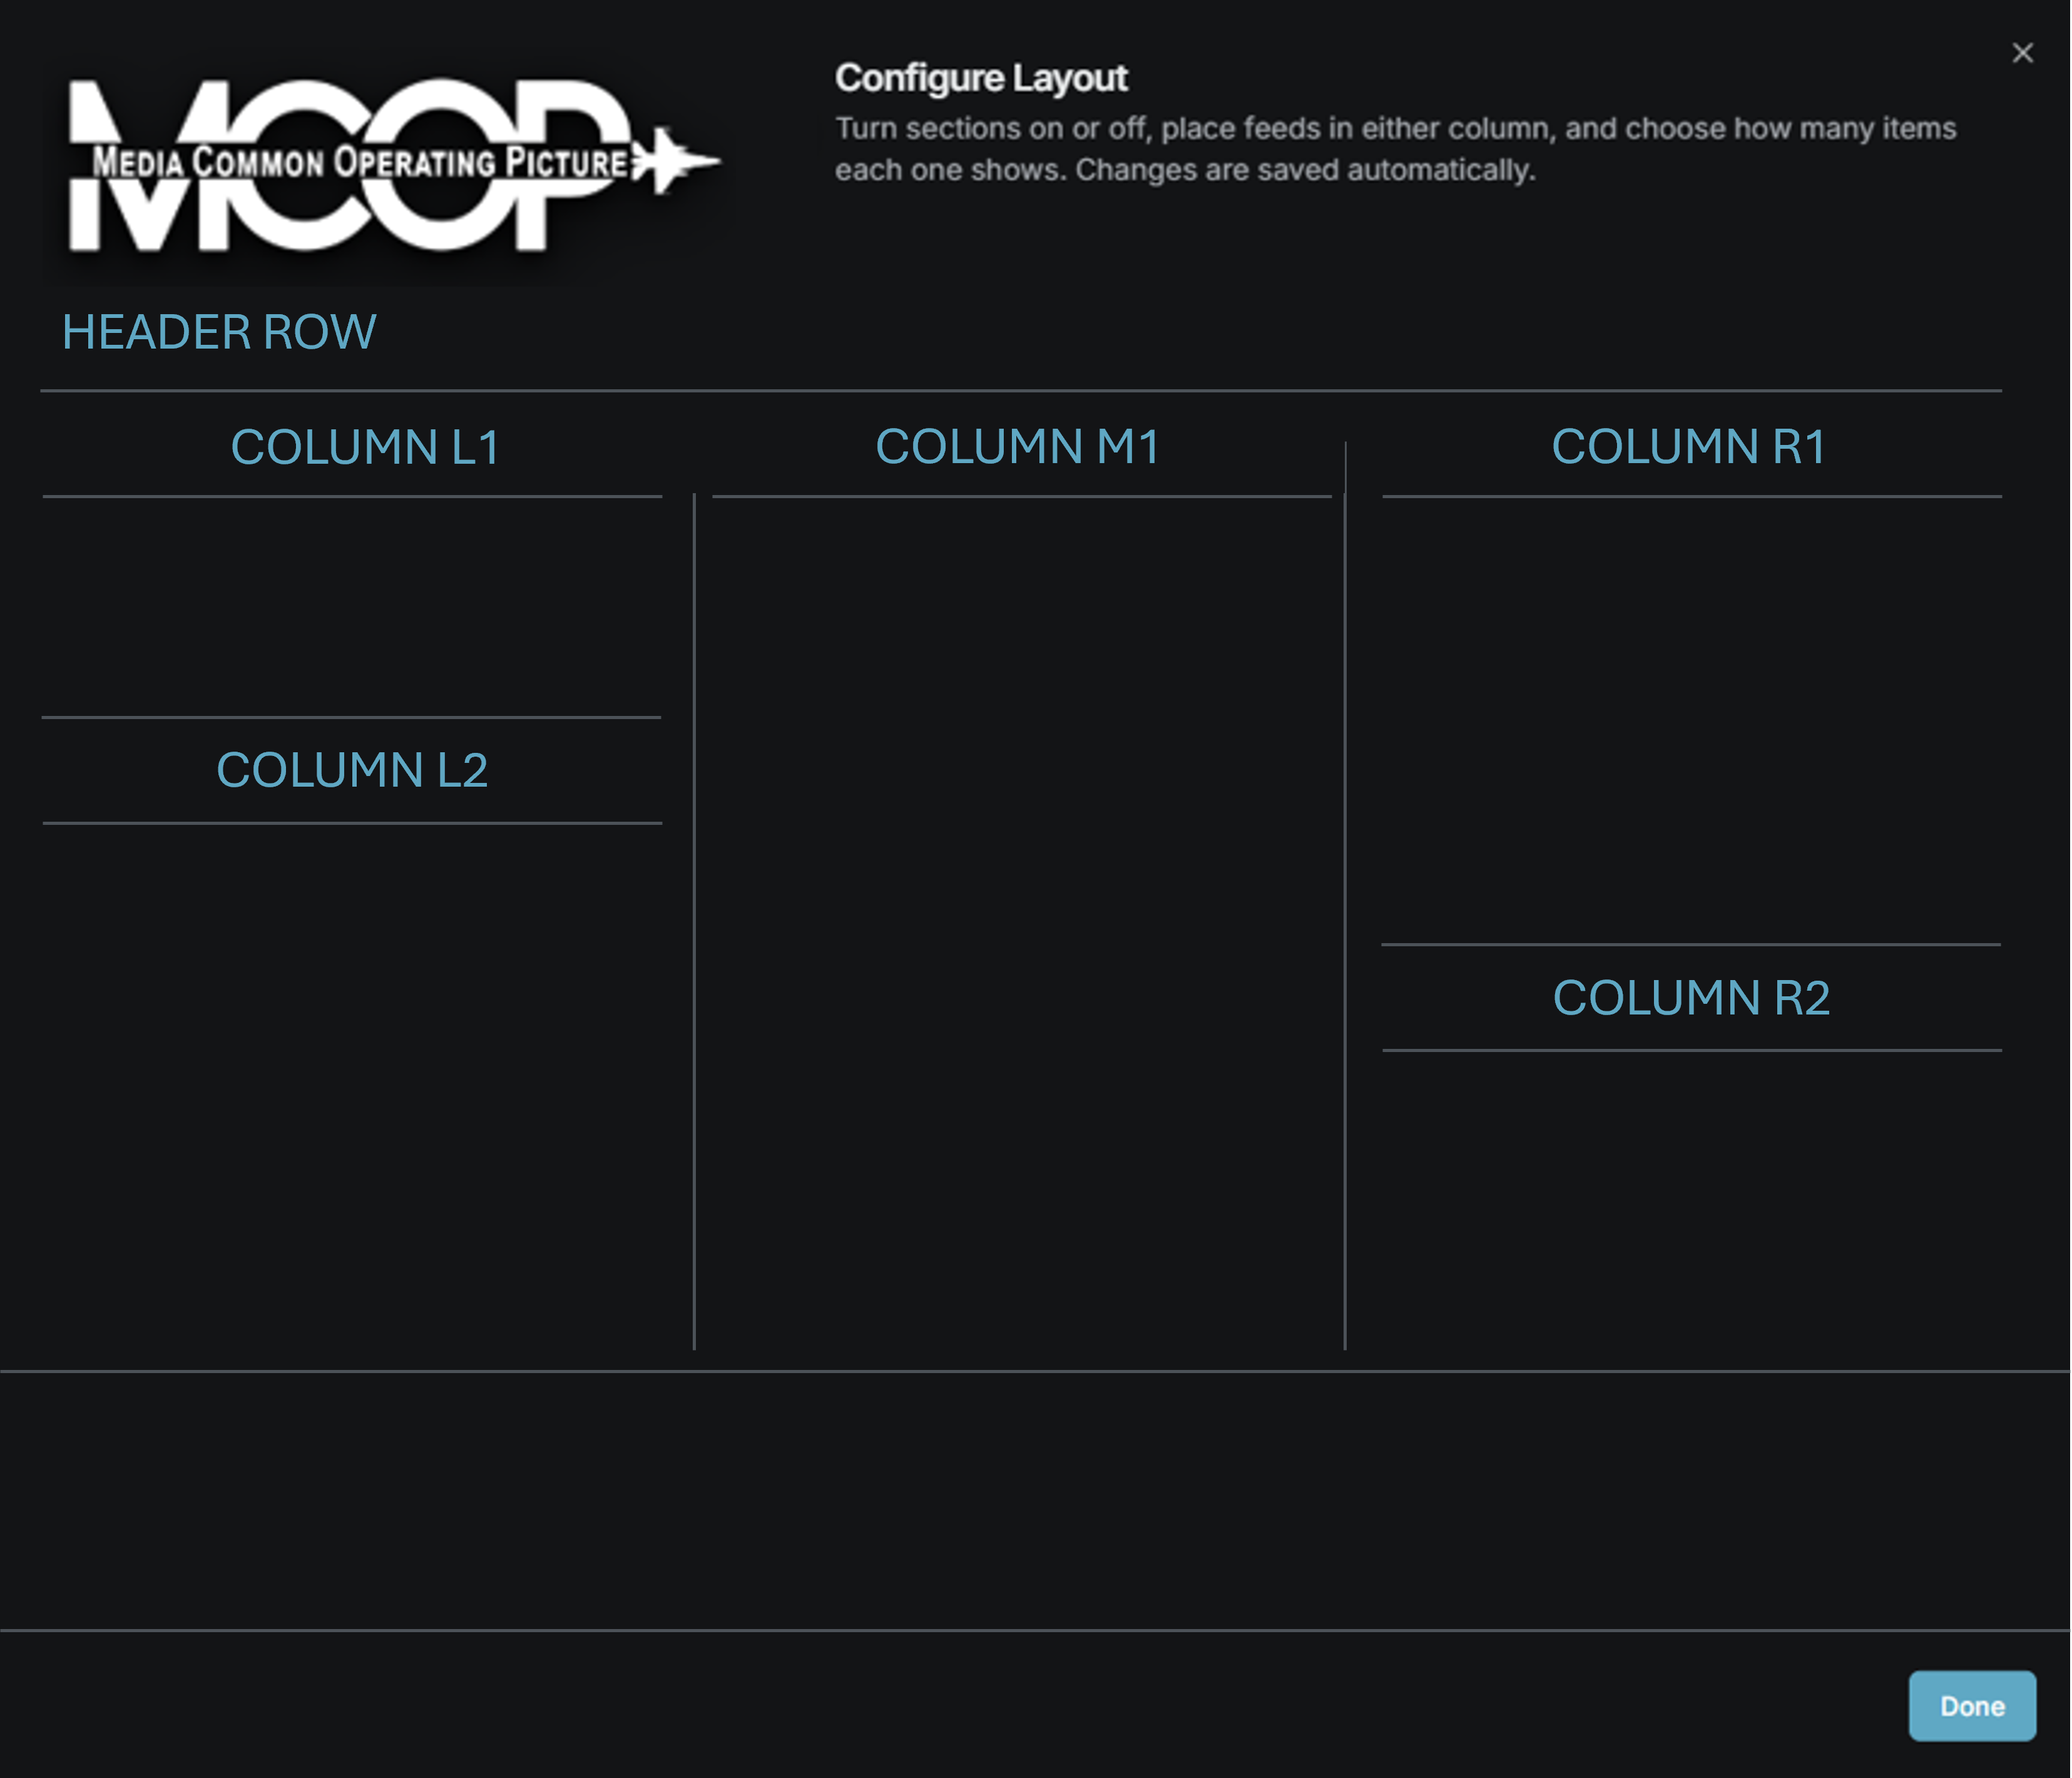 MCOP
MEDIA COMMON OPERATING PICTURE
Configure Layout
Turn sections on or off, place feeds in either column, and choose how many items
each one shows. Changes are saved automatically.
HEADER ROW
COLUMN L1
COLUMN M1
COLUMN R1
COLUMN L2
COLUMN R2
Done